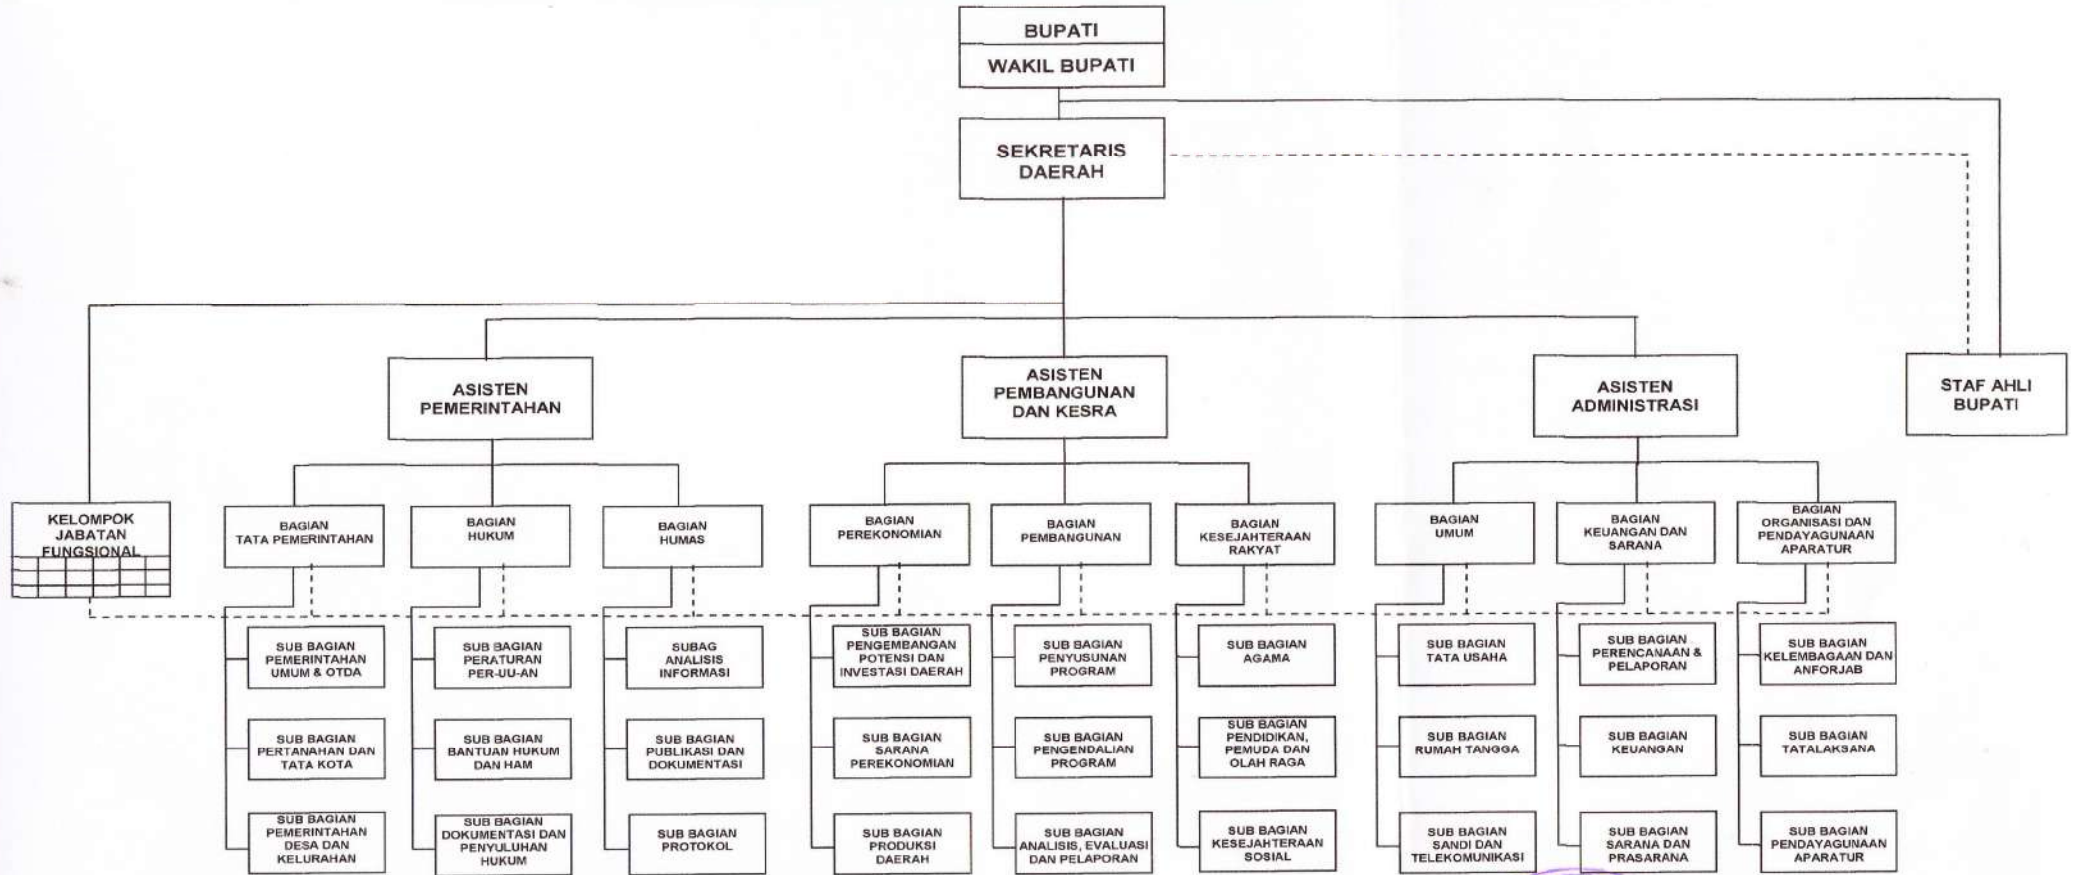 BUPATI
WAKIL BUPATI
SEKRETARIS
DAERAH
ASISTEN
PEMERINTAHAN
ASISTEN
PEMBANGUNAN
DAN KESRA
ASISTEN
ADMINISTRASI
STAF AHLI
BUPATI
KELOMPOK
JABATAN
FUNGSIONAL
BAGIAN
TATA PEMERINTAHAN
BAGIAN
HUKUM
BAGIAN
HUMAS
BAGIAN
PEREKONOMIAN
BAGIAN
PEMBANGUNAN
BAGIAN
KESEJAHTERAAN
RAKYAT
BAGIAN
UMUM
BAGIAN
KEUANGAN DAN
SARANA
BAGIAN
ORGANISASI DAN
PENDAYAGUNAAN
APARATUR
SUB BAGIAN
PEMERINTAHAN
UMUM & OTDA
SUB BAGIAN
PERATURAN
PER-UU-AN
SUBAG
ANALISIS
INFORMASI
SUB BAGIAN
PENGEMBANGAN
POTENSI DAN
INVESTASI DAERAH
SUB BAGIAN
PENYUSUNAN
PROGRAM
SUB BAGIAN
AGAMA
SUB BAGIAN
TATA USAHA
SUB BAGIAN
PERENCANAAN &
PELAPORAN
SUB BAGIAN
KELEMBAGAAN DAN
ANFORJAB
SUB BAGIAN
PERTANAHAN DAN
TATA KOTA
SUB BAGIAN
BANTUAN HUKUM
DAN HAM
SUB BAGIAN
PUBLIKASI DAN
DOKUMENTASI
SUB BAGIAN
SARANA
PEREKONOMIAN
SUB BAGIAN
PENGENDALIAN
PROGRAM
SUB BAGIAN
PENDIDIKAN,
PEMUDA DAN
OLAH RAGA
SUB BAGIAN
RUMAH TANGGA
SUB BAGIAN
KEUANGAN
SUB BAGIAN
TATALAKSANA
SUB BAGIAN
PEMERINTAHAN
DESA DAN
KELURAHAN
SUB BAGIAN
DOKUMENTASI DAN
PENYULUHAN
HUKUM
SUB BAGIAN
PROTOKOL
SUB BAGIAN
PRODUKSI
DAERAH
SUB BAGIAN
ANALISIS, EVALUASI
DAN PELAPORAN
SUB BAGIAN
KESEJAHTERAAN
SOSIAL
SUB BAGIAN
SANDI DAN
TELEKOMUNIKASI
SUB BAGIAN
SARANA DAN
PRASARANA
SUB BAGIAN
PENDAYAGUNAAN
APARATUR